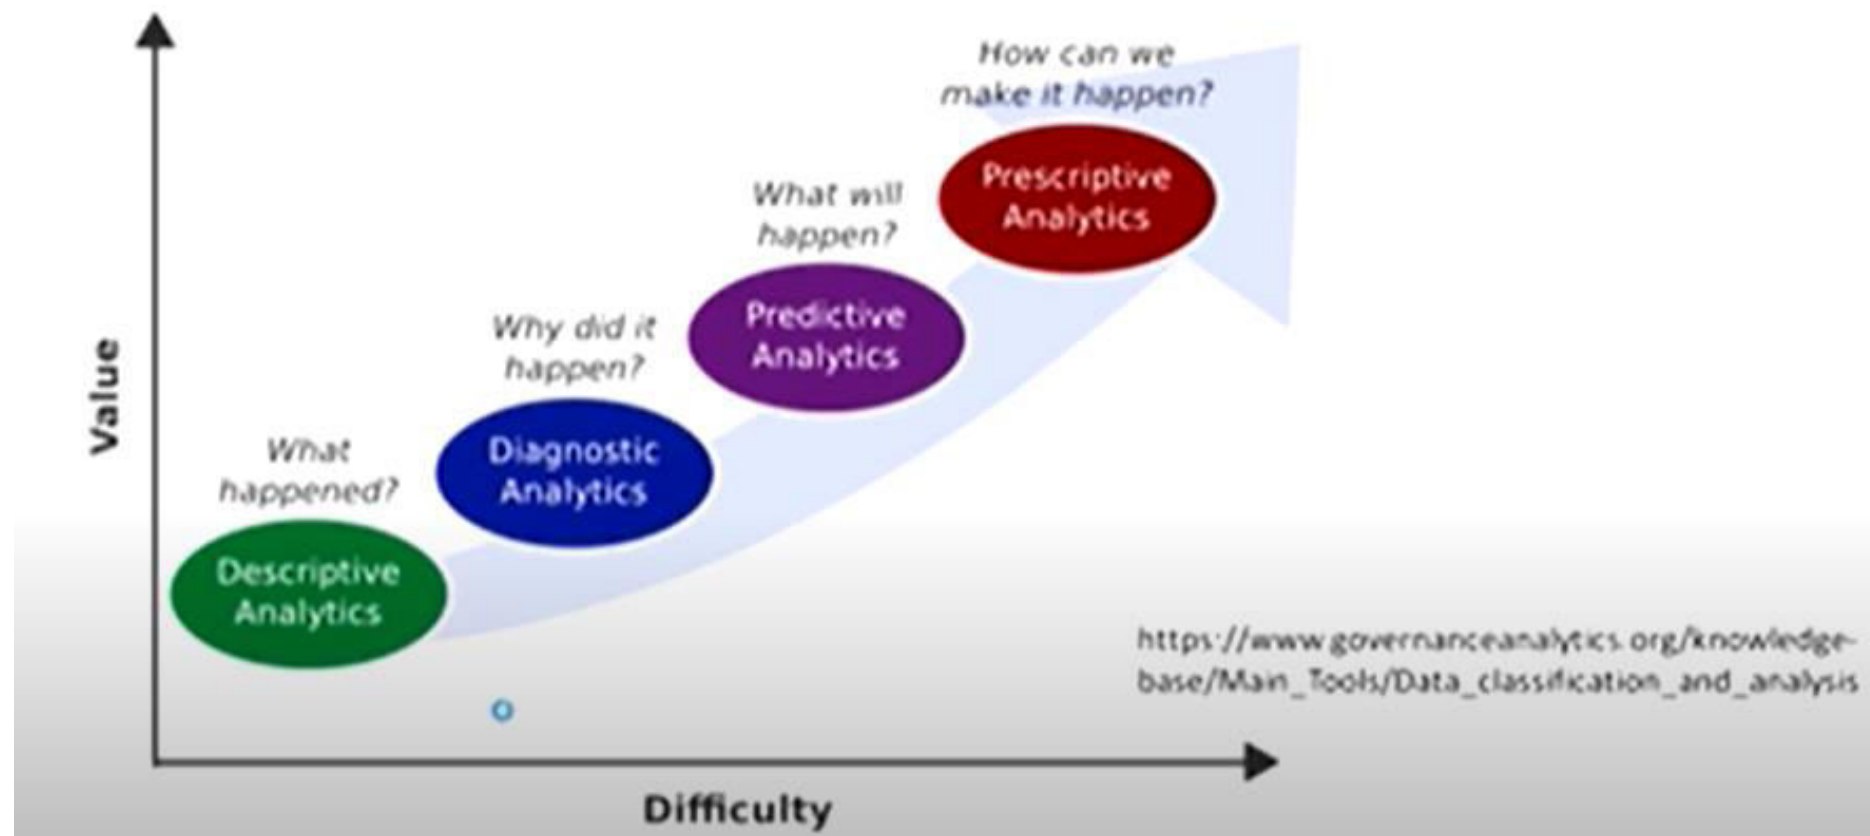 How can we
make it happen?
Prescriptive
Analytics
What will
happen?
Predictive
Analytics
Why did it
happen?
Diagnostic
Analytics
What
happened?
Descriptive
Analytics
Value
Difficulty
https://www.governanceanalytics.org/knowledge-
base/Main_Tools/Data_classification_and_analysis